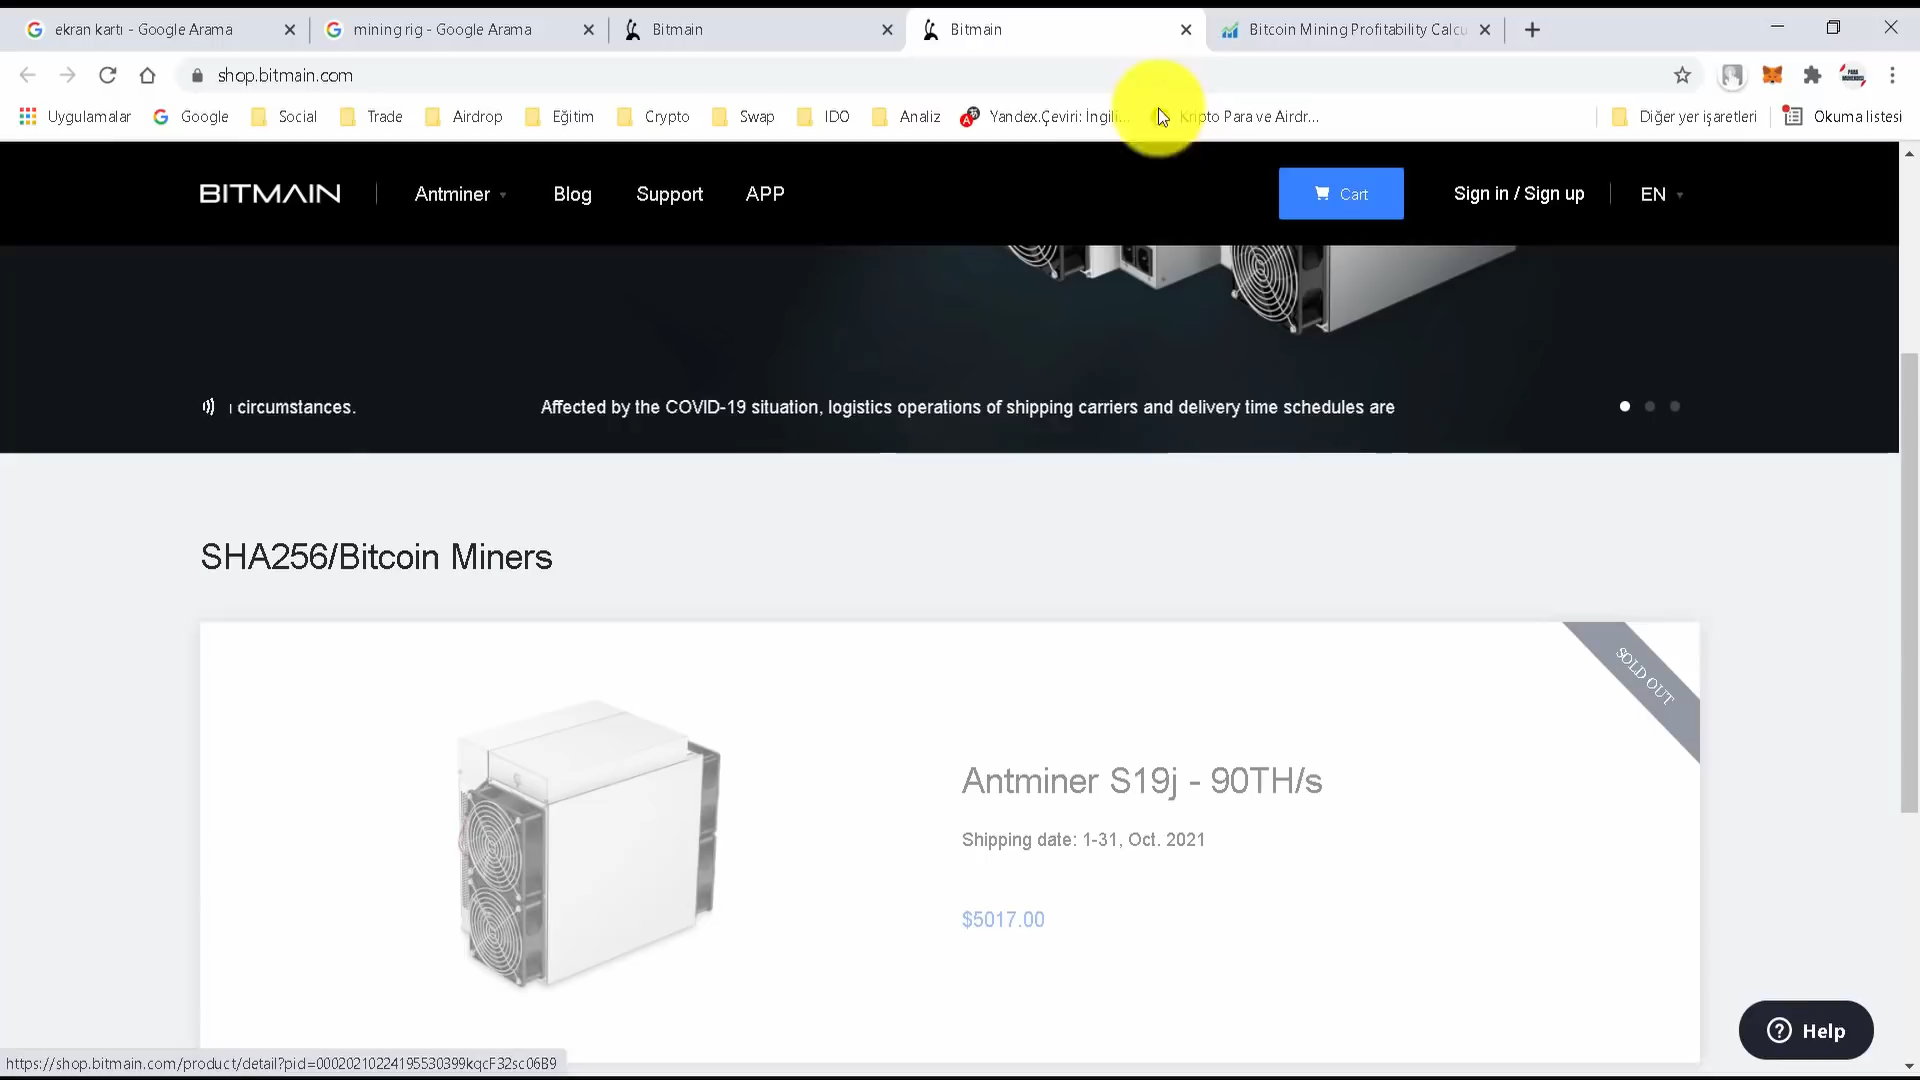 ekran kartı - Google Arama
mining rig - Google Arama
Bitmain
Bitmain
Bitcoin Mining Profitability Calcu
shop.bitmain.com
Uygulamalar
Google
Social
Trade
Airdrop
Eğitim
Crypto
Swap
IDO
Analiz
Yandex.Çeviri: İngili...
Kripto Para ve Airdr...
Diğer yer işaretleri
Okuma listesi
BITMAIN
Antminer
Blog
Support
APP
Cart
Sign in / Sign up
EN
circumstances.
Affected by the COVID-19 situation, logistics operations of shipping carriers and delivery time schedules are
SHA256/Bitcoin Miners
SOLD OUT
Antminer S19j - 90TH/s
Shipping date: 1-31, Oct. 2021
$5017.00
Help
https://shop.bitmain.com/product/detail?pid=00020210224195530399kqcF32sc06B9